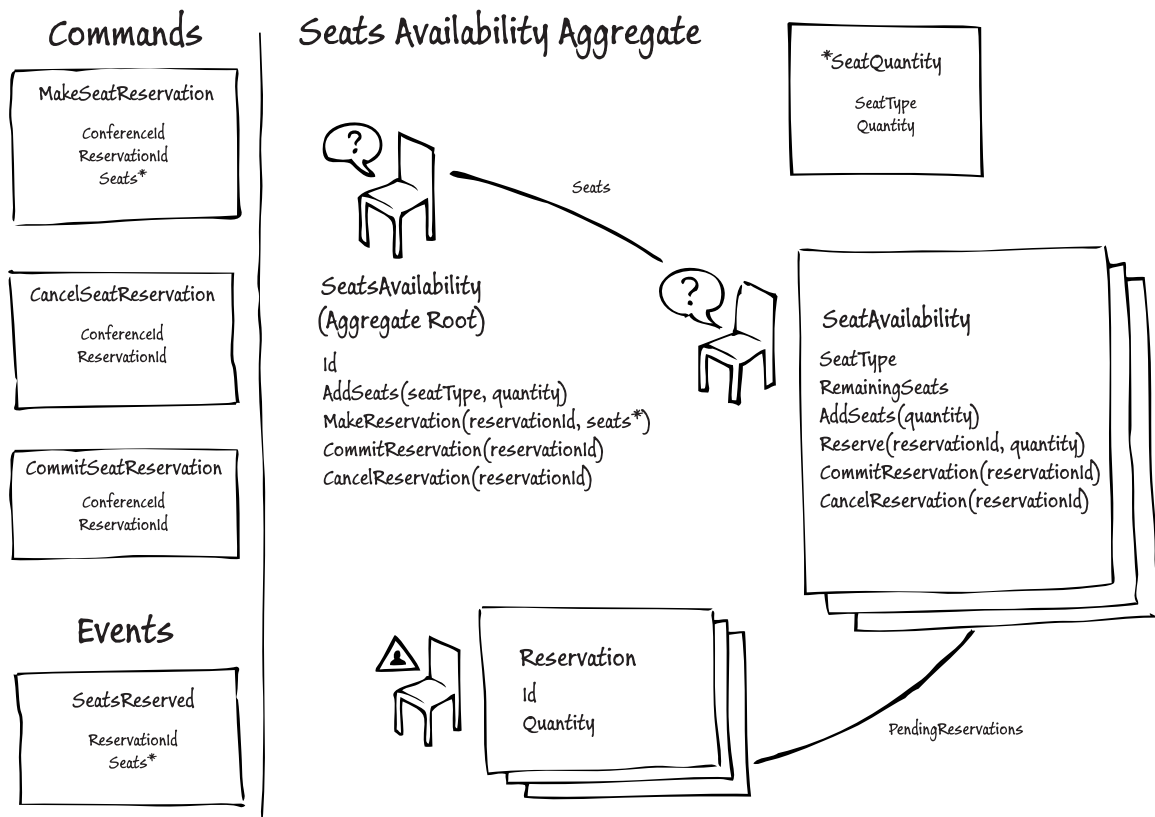 Commands
MakeSeatReservation
ConferenceId
ReservationId
Seats*
CancelSeatReservation
ConferenceId
ReservationId
CommitSeatReservation
ConferenceId
ReservationId
Events
SeatsReserved
ReservationId
Seats*
Seats Availability Aggregate
*SeatQuantity
SeatType
Quantity
?
Seats
SeatsAvailability
(Aggregate Root)
Id
AddSeats(seatType, quantity)
MakeReservation(reservationId, seats*)
CommitReservation(reservationId)
CancelReservation(reservationId)
?
SeatAvailability
SeatType
RemainingSeats
AddSeats(quantity)
Reserve(reservationId, quantity)
CommitReservation(reservationId)
CancelReservation(reservationId)
Reservation
Id
Quantity
PendingReservations